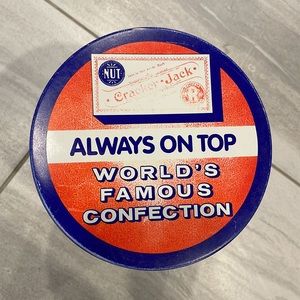 NUT
Cracker Jack
ALWAYS ON TOP
WORLD'S
FAMOUS
CONFECTION